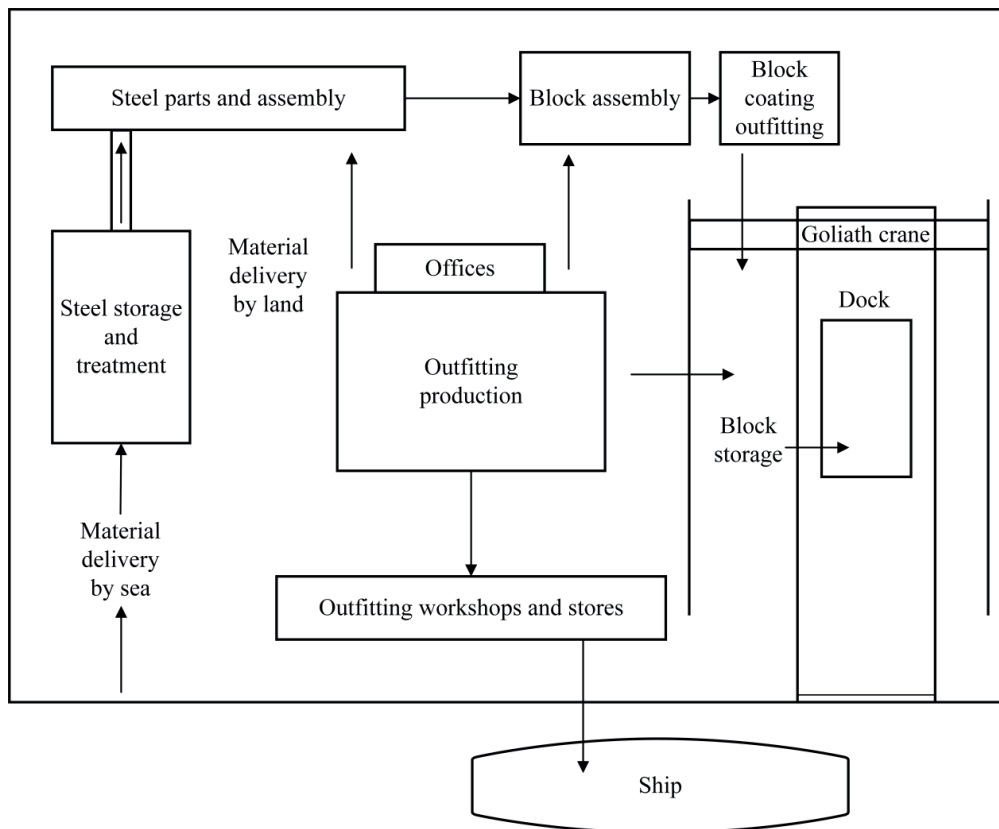 Steel parts and assembly
Block assembly
Block
coating
outfitting
Goliath crane
Material
delivery
by land
Offices
Steel storage
and
treatment
Dock
Outfitting
production
Block
storage
Material
delivery
by sea
Outfitting workshops and stores
Ship